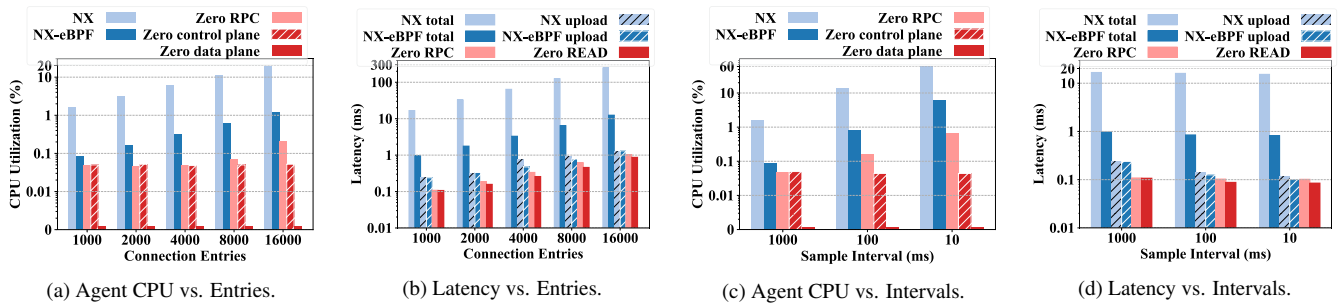 NX
Zero RPC
NX-eBPF
Zero control plane
Zero data plane
CPU Utilization (%)
20
10
1
0.1
0.01
0
1000 2000 4000 8000 16000
Connection Entries
(a) Agent CPU vs. Entries.
NX total
NX upload
NX-eBPF total
NX-eBPF upload
Zero RPC
Zero READ
Latency (ms)
300
100
10
1
0.1
0.01
1000 2000 4000 8000 16000
Connection Entries
(b) Latency vs. Entries.
NX
Zero RPC
NX-eBPF
Zero control plane
Zero data plane
CPU Utilization (%)
60
10
1
0.1
0.01
0
1000 100 10
Sample Interval (ms)
(c) Agent CPU vs. Intervals.
NX total
NX upload
NX-eBPF total
NX-eBPF upload
Zero RPC
Zero READ
Latency (ms)
20
10
1
0.1
0.01
1000 100 10
Sample Interval (ms)
(d) Latency vs. Intervals.